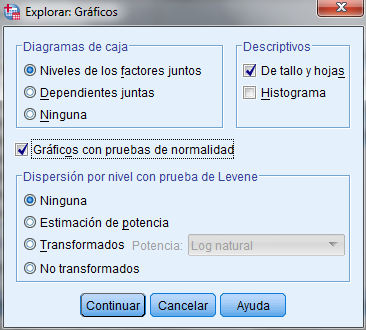 Explorar: Gráficos
Diagramas de caja
Niveles de los factores juntos
Dependientes juntas
Ninguna
Descriptivos
De tallo y hojas
Histograma
Gráficos con pruebas de normalidad
Dispersión por nivel con prueba de Levene
Ninguna
Estimación de potencia
Transformados Potencia: Log natural
No transformados
Continuar Cancelar Ayuda